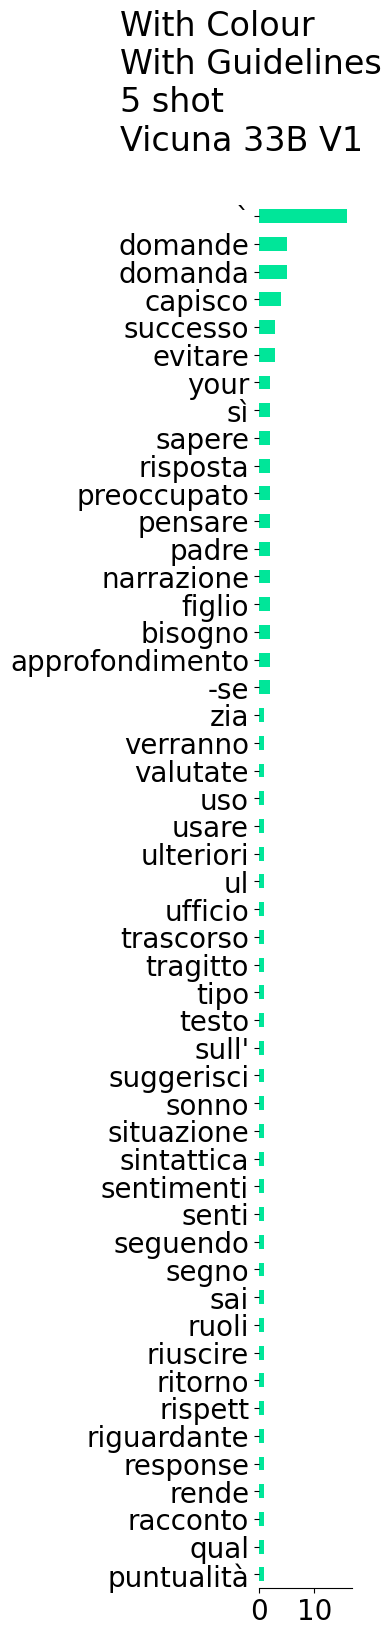 With Colour
With Guidelines
5 shot
Vicuna 33B V1
`
domande
domanda
capisco
successo
evitare
your
sì
sapere
risposta
preoccupato
pensare
padre
narrazione
figlio
bisogno
approfondimento
-se
zia
verranno
valutate
uso
usare
ulteriori
ul
ufficio
trascorso
tragitto
tipo
testo
sull'
suggerisci
sonno
situazione
sintattica
sentimenti
senti
seguendo
segno
sai
ruoli
riuscire
ritorno
rispett
riguardante
response
rende
racconto
qual
puntualità
0 10